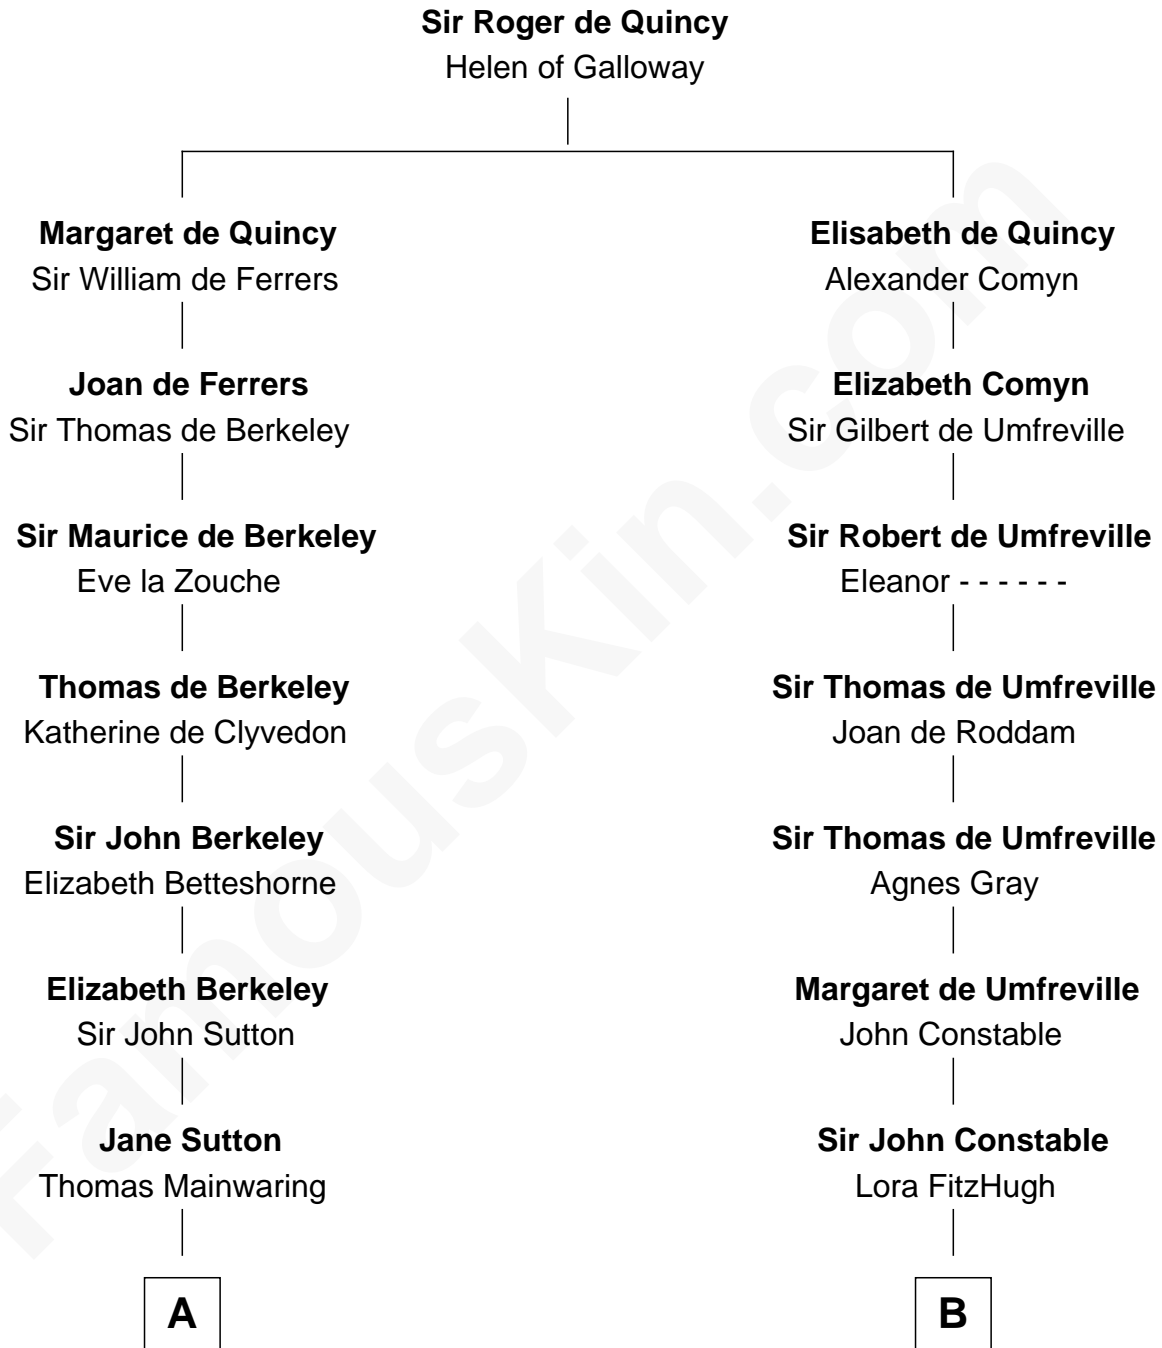 Sir Roger de Quincy
Helen of Galloway
Margaret de Quincy
Sir William de Ferrers
Elisabeth de Quincy
Alexander Comyn
Joan de Ferrers
Sir Thomas de Berkeley
Elizabeth Comyn
Sir Gilbert de Umfreville
Sir Maurice de Berkeley
Eve la Zouche
Sir Robert de Umfreville
Eleanor - - - - - -
Thomas de Berkeley
Katherine de Clyvedon
Sir Thomas de Umfreville
Joan de Roddam
Sir John Berkeley
Elizabeth Betteshorne
Sir Thomas de Umfreville
Agnes Gray
Elizabeth Berkeley
Sir John Sutton
Margaret de Umfreville
John Constable
Jane Sutton
Thomas Mainwaring
Sir John Constable
Lora FitzHugh
A
B
FamousKin.com